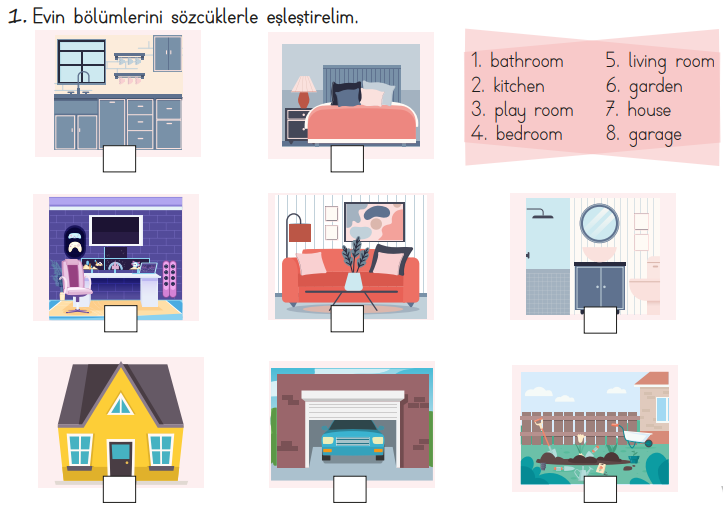 1. Evin bölümlerini sözcüklerle eşleştirelim.
1. bathroom
2. kitchen
3. play room
4. bedroom
5. living room
6. garden
7. house
8. garage